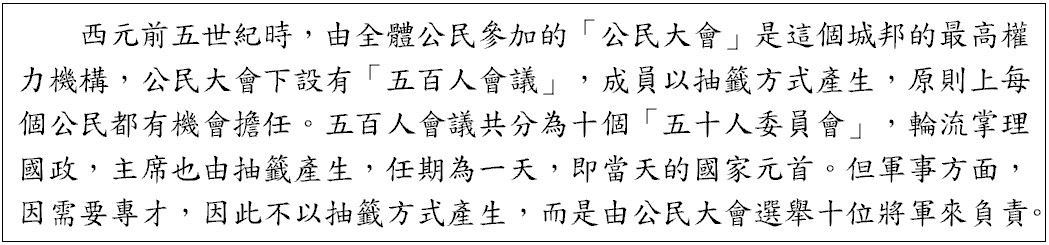 西元前五世紀時，由全體公民參加的「公民大會」是這個城邦的最高權
力機構，公民大會下設有「五百人會議」，成員以抽籤方式產生，原則上每
個公民都有機會擔任。五百人會議共分為十個「五十人委員會」，輪流掌理
國政，主席也由抽籤產生，任期為一天，即當天的國家元首。但軍事方面，
因需要專才，因此不以抽籤方式產生，而是由公民大會選舉十位將軍來負責。